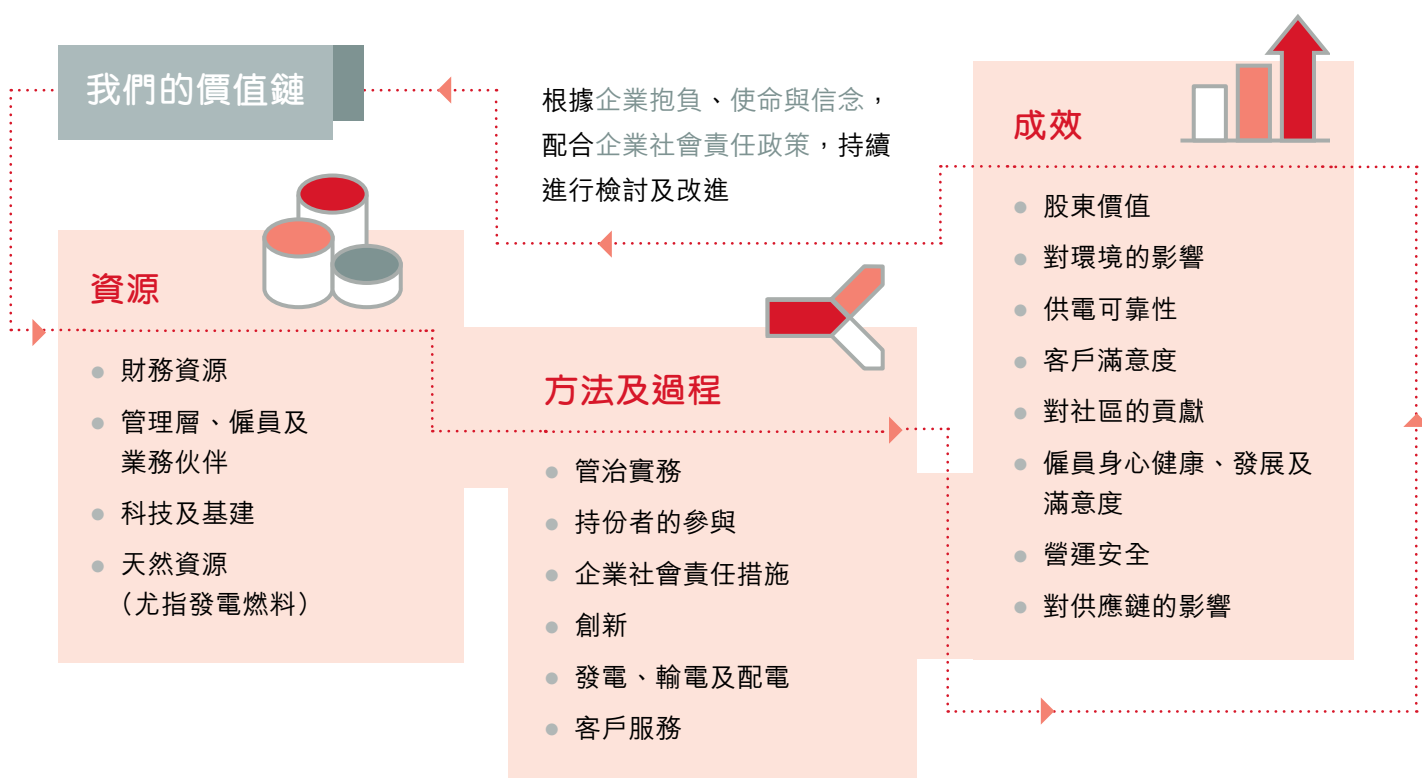 我們的價值鏈
根據企業抱負、使命與信念，
配合企業社會責任政策，持續
進行檢討及改進
資源
財務資源
管理層、僱員及
業務伙伴
科技及基建
天然資源
（尤指發電燃料）
方法及過程
管治實務
持份者的參與
企業社會責任措施
創新
發電、輸電及配電
客戶服務
成效
股東價值
對環境的影響
供電可靠性
客戶滿意度
對社區的貢獻
僱員身心健康、發展及
滿意度
營運安全
對供應鏈的影響